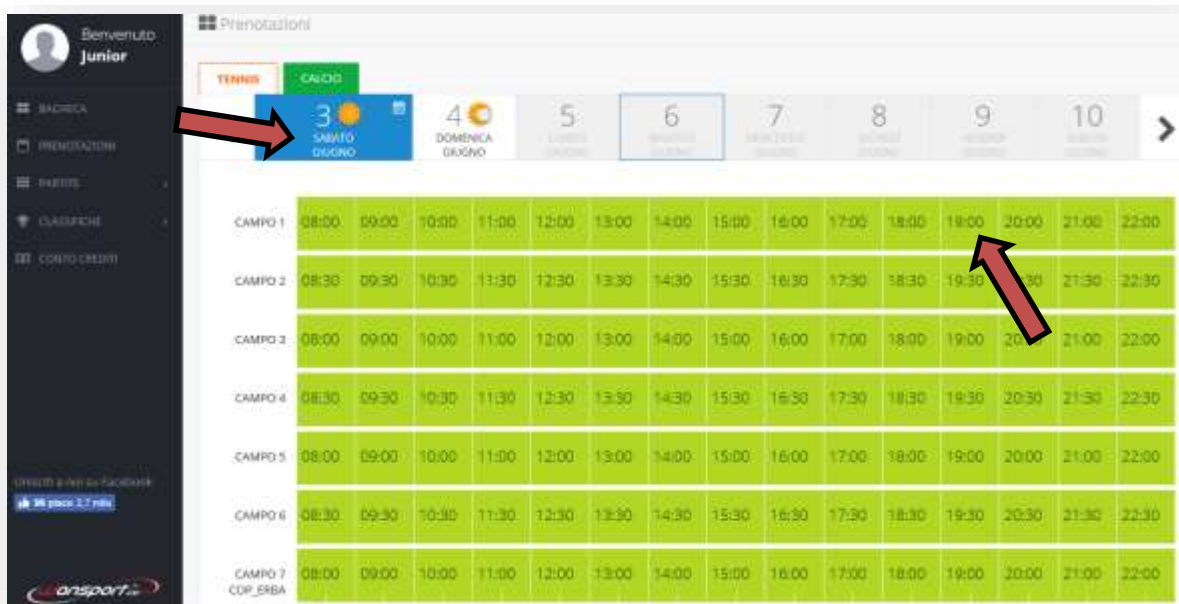 Benvenuto
Junior
Prenotazioni
TENNIS
CALCIO
BACHECA
PRENOTAZIONI
PARTITE
CLASSIFICHE
CONTO CREDITI
3
SABATO
GIUGNO
4
DOMENICA
GIUGNO
5
6
7
8
9
10
CAMPO 1 08:00 09:00 10:00 11:00 12:00 13:00 14:00 15:00 16:00 17:00 18:00 19:00 20:00 21:00 22:00
CAMPO 2 08:30 09:30 10:30 11:30 12:30 13:30 14:30 15:30 16:30 17:30 18:30 19:30 21:30 22:30
CAMPO 3 08:00 09:00 10:00 11:00 12:00 13:00 14:00 15:00 16:00 17:00 18:00 19:00 20:00 21:00 22:00
CAMPO 4 08:30 09:30 10:30 11:30 12:30 13:30 14:30 15:30 16:30 17:30 18:30 19:30 20:30 21:30 22:30
CAMPO 5 08:00 09:00 10:00 11:00 12:00 13:00 14:00 15:00 16:00 17:00 18:00 19:00 20:00 21:00 22:00
CAMPO 6 08:30 09:30 10:30 11:30 12:30 13:30 14:30 15:30 16:30 17:30 18:30 19:30 20:30 21:30 22:30
CAMPO 7 08:00 09:00 10:00 11:00 12:00 13:00 14:00 15:00 16:00 17:00 18:00 19:00 20:00 21:00 22:00
COP_ERBA
Unisciti a noi su Facebook
Mi piace 2,7 mila